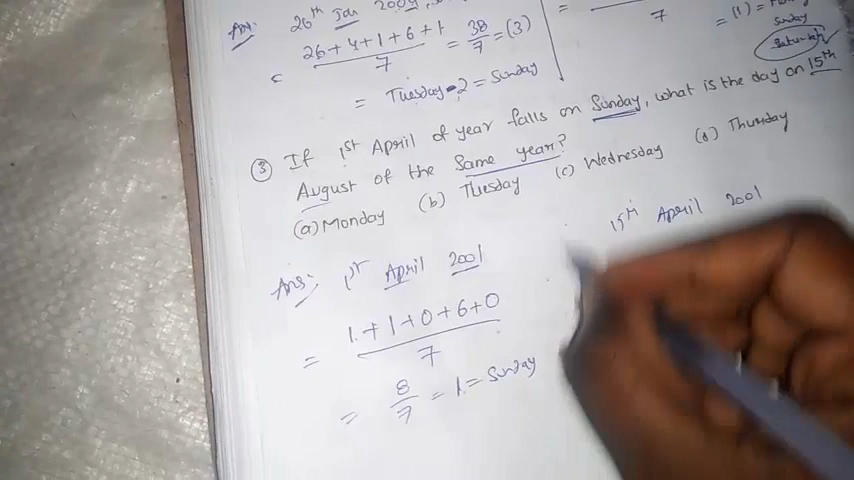 Ans: 26th Jan 2004,
26+4+1+6+1
7
= 38
7
= (3)
= Tuesday-2 = Sunday
=
7
= (1) =
Sunday
Saturday
③ If 1st April of year falls on Sunday, what is the day on 15th
August of the same year?
(a) Monday (b) Tuesday (c) Wednesday (d) Thursday
Ans: 1st April 2001
15th April 2001
= 1+1+0+6+0
7
= 8
7
= 1 = Sunday